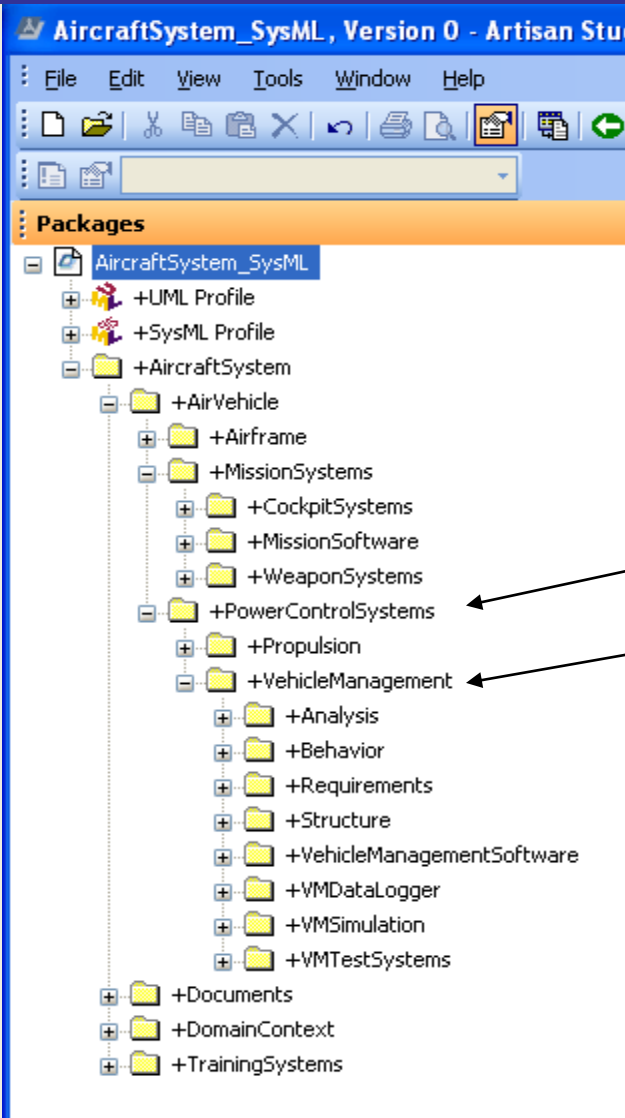 AircraftSystem_SysML, Version 0 - Artisan Stu
File Edit View Tools Window Help
Packages
AircraftSystem_SysML
+UML Profile
+SysML Profile
+AircraftSystem
+AirVehicle
+Airframe
+MissionSystems
+CockpitSystems
+MissionSoftware
+WeaponSystems
+PowerControlSystems
+Propulsion
+VehicleManagement
+Analysis
+Behavior
+Requirements
+Structure
+VehicleManagementSoftware
+VMDataLogger
+VMSimulation
+VMTestSystems
+Documents
+DomainContext
+TrainingSystems